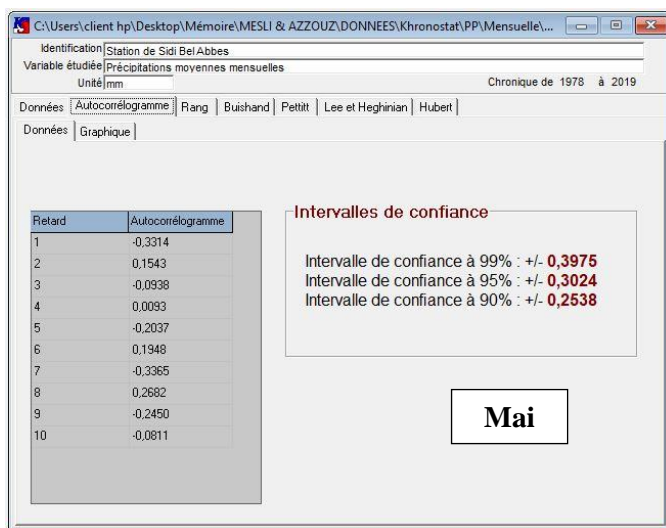 C:\Users\client hp\Desktop\Mémoire\MESLI & AZZOUZ\DONNEES\Khronostat\PP\Mensuelle\...
Identification Station de Sidi Bel Abbes
Variable étudiée Précipitations moyennes mensuelles
Unité mm Chronique de 1978 à 2019
Données Autocorrélogramme Rang Buishand Pettitt Lee et Heghinian Hubert
Données Graphique
Retard Autocorrélogramme
1 -0,3314
2 0,1543
3 -0,0938
4 0,0093
5 -0,2037
6 0,1948
7 -0,3365
8 0,2682
9 -0,2450
10 -0,0811
Intervalles de confiance
Intervalle de confiance à 99% : +/- 0,3975
Intervalle de confiance à 95% : +/- 0,3024
Intervalle de confiance à 90% : +/- 0,2538
Mai